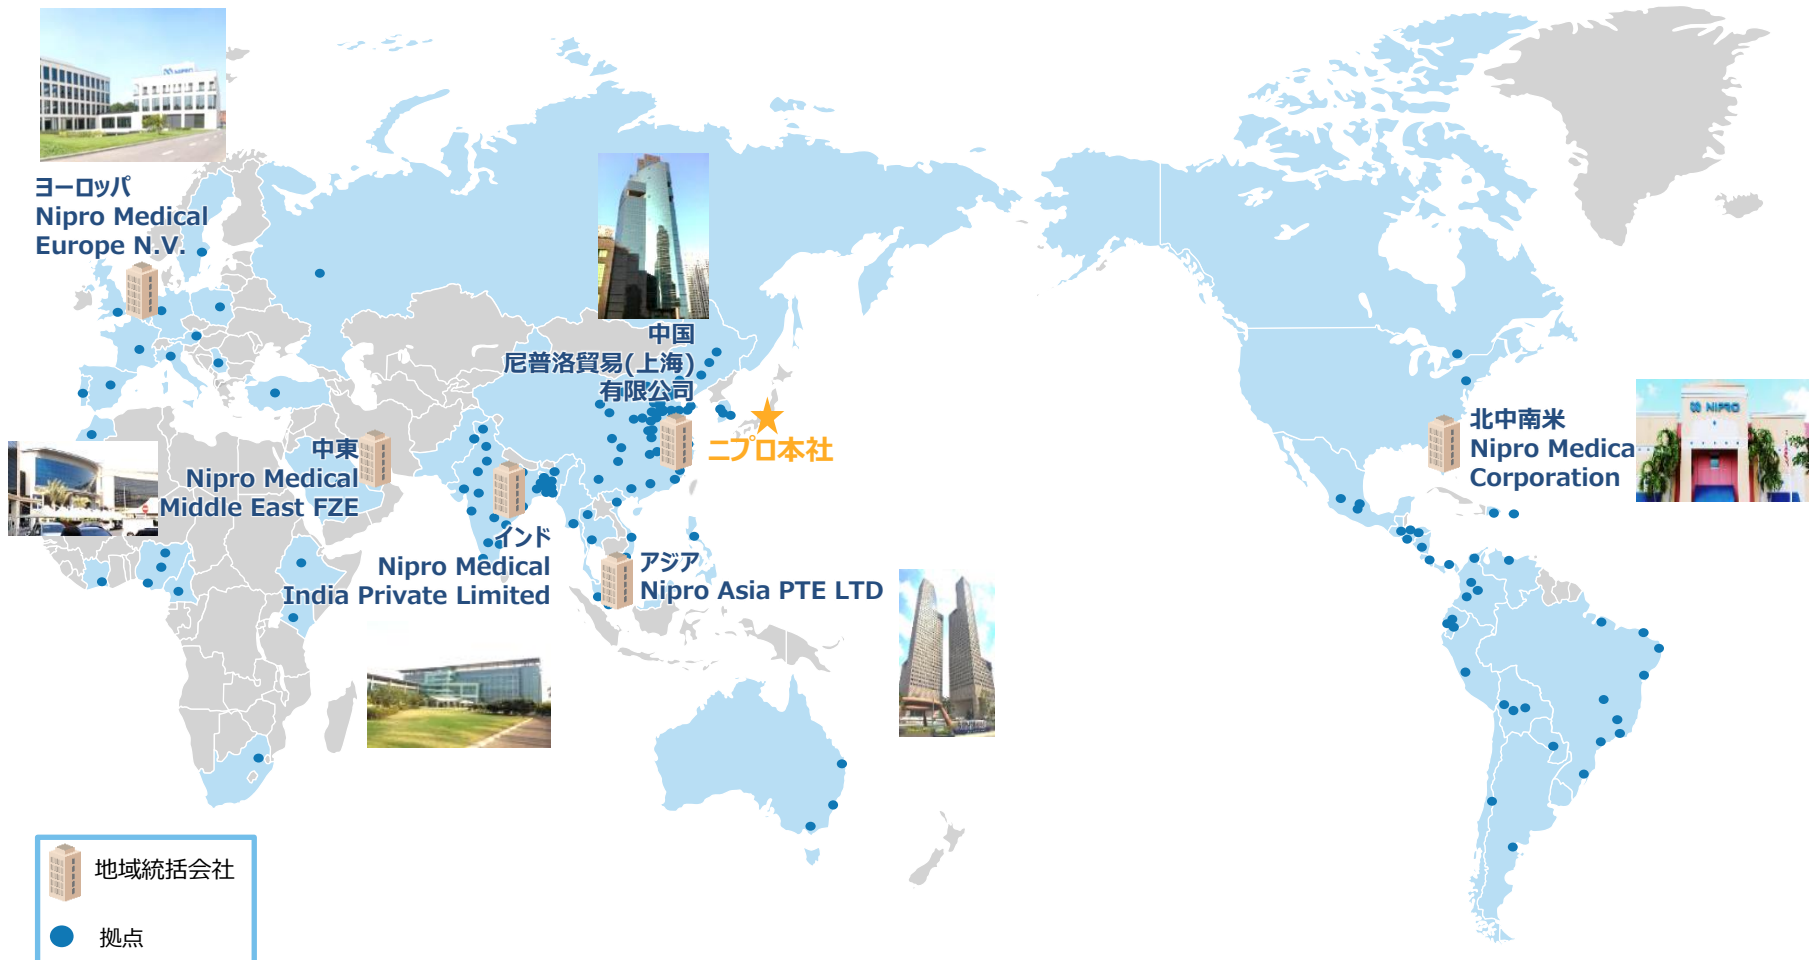 NIPRO
ヨーロッパ
Nipro Medical
Europe N.V.
中国
尼普洛貿易(上海)
有限公司
ニプロ本社
中東
Nipro Medical
Middle East FZE
インド
Nipro Medical
India Private Limited
アジア
Nipro Asia PTE LTD
北中南米
Nipro Medica
Corporation
NIPRO
地域統括会社
拠点